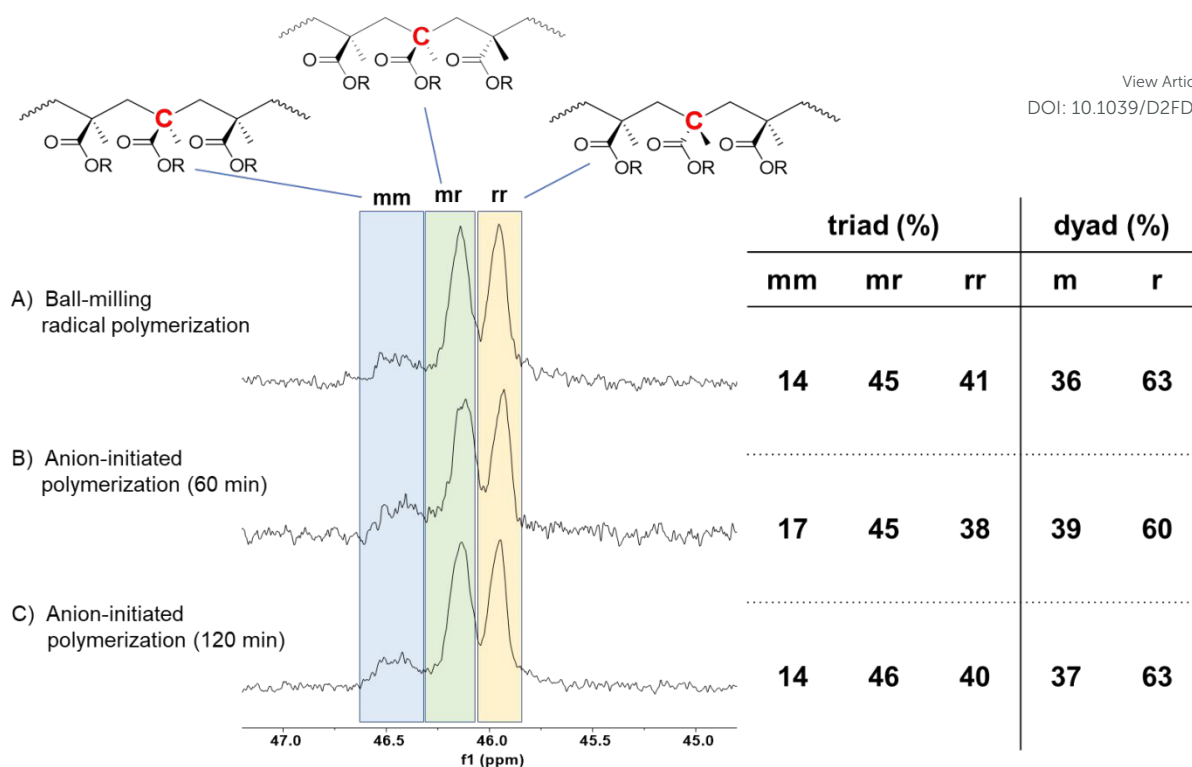 View Artic
DOI: 10.1039/D2FD
C
O
OR
O
OR
O
OR
C
O
OR
O
OR
O
OR
C
O
OR
O
OR
O
OR
mm mr rr
triad (%) dyad (%)
mm mr rr m r
A) Ball-milling
radical polymerization
14 45 41 36 63
B) Anion-initiated
polymerization (60 min)
17 45 38 39 60
C) Anion-initiated
polymerization (120 min)
14 46 40 37 63
47.0 46.5 46.0 45.5 45.0
f1 (ppm)